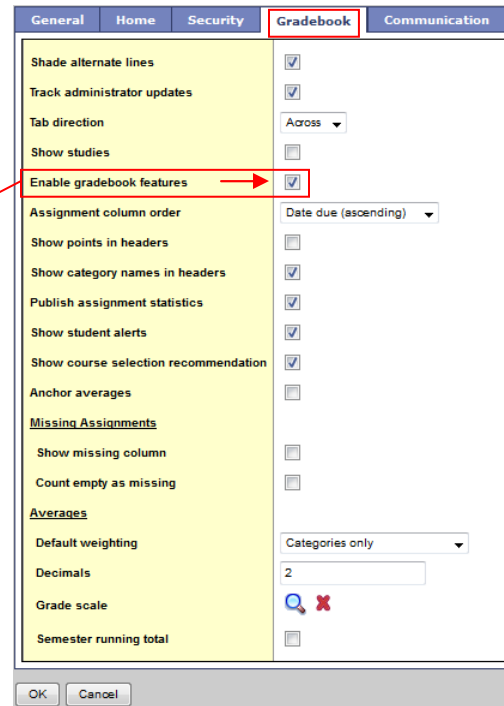 General Home Security Gradebook Communication
Shade alternate lines
Track administrator updates
Tab direction Across
Show studies
Enable gradebook features
Assignment column order Date due (ascending)
Show points in headers
Show category names in headers
Publish assignment statistics
Show student alerts
Show course selection recommendation
Anchor averages
Missing Assignments
Show missing column
Count empty as missing
Averages
Default weighting Categories only
Decimals 2
Grade scale
Semester running total
OK Cancel